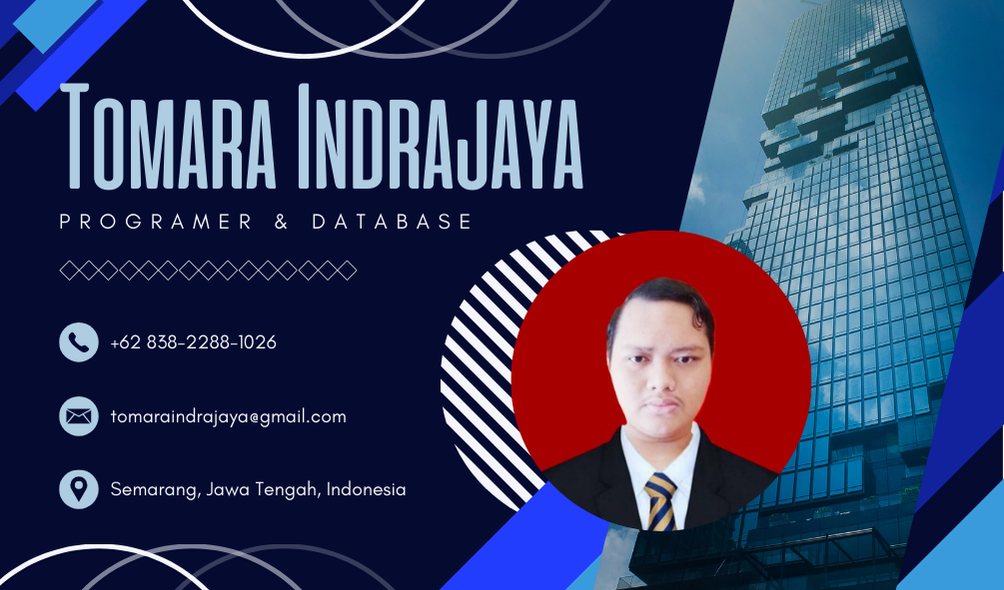 Tomara Indrajaya
PROGRAMER & DATABASE
+62 838-2288-1026
tomaraindrajaya@gmail.com
Semarang, Jawa Tengah, Indonesia